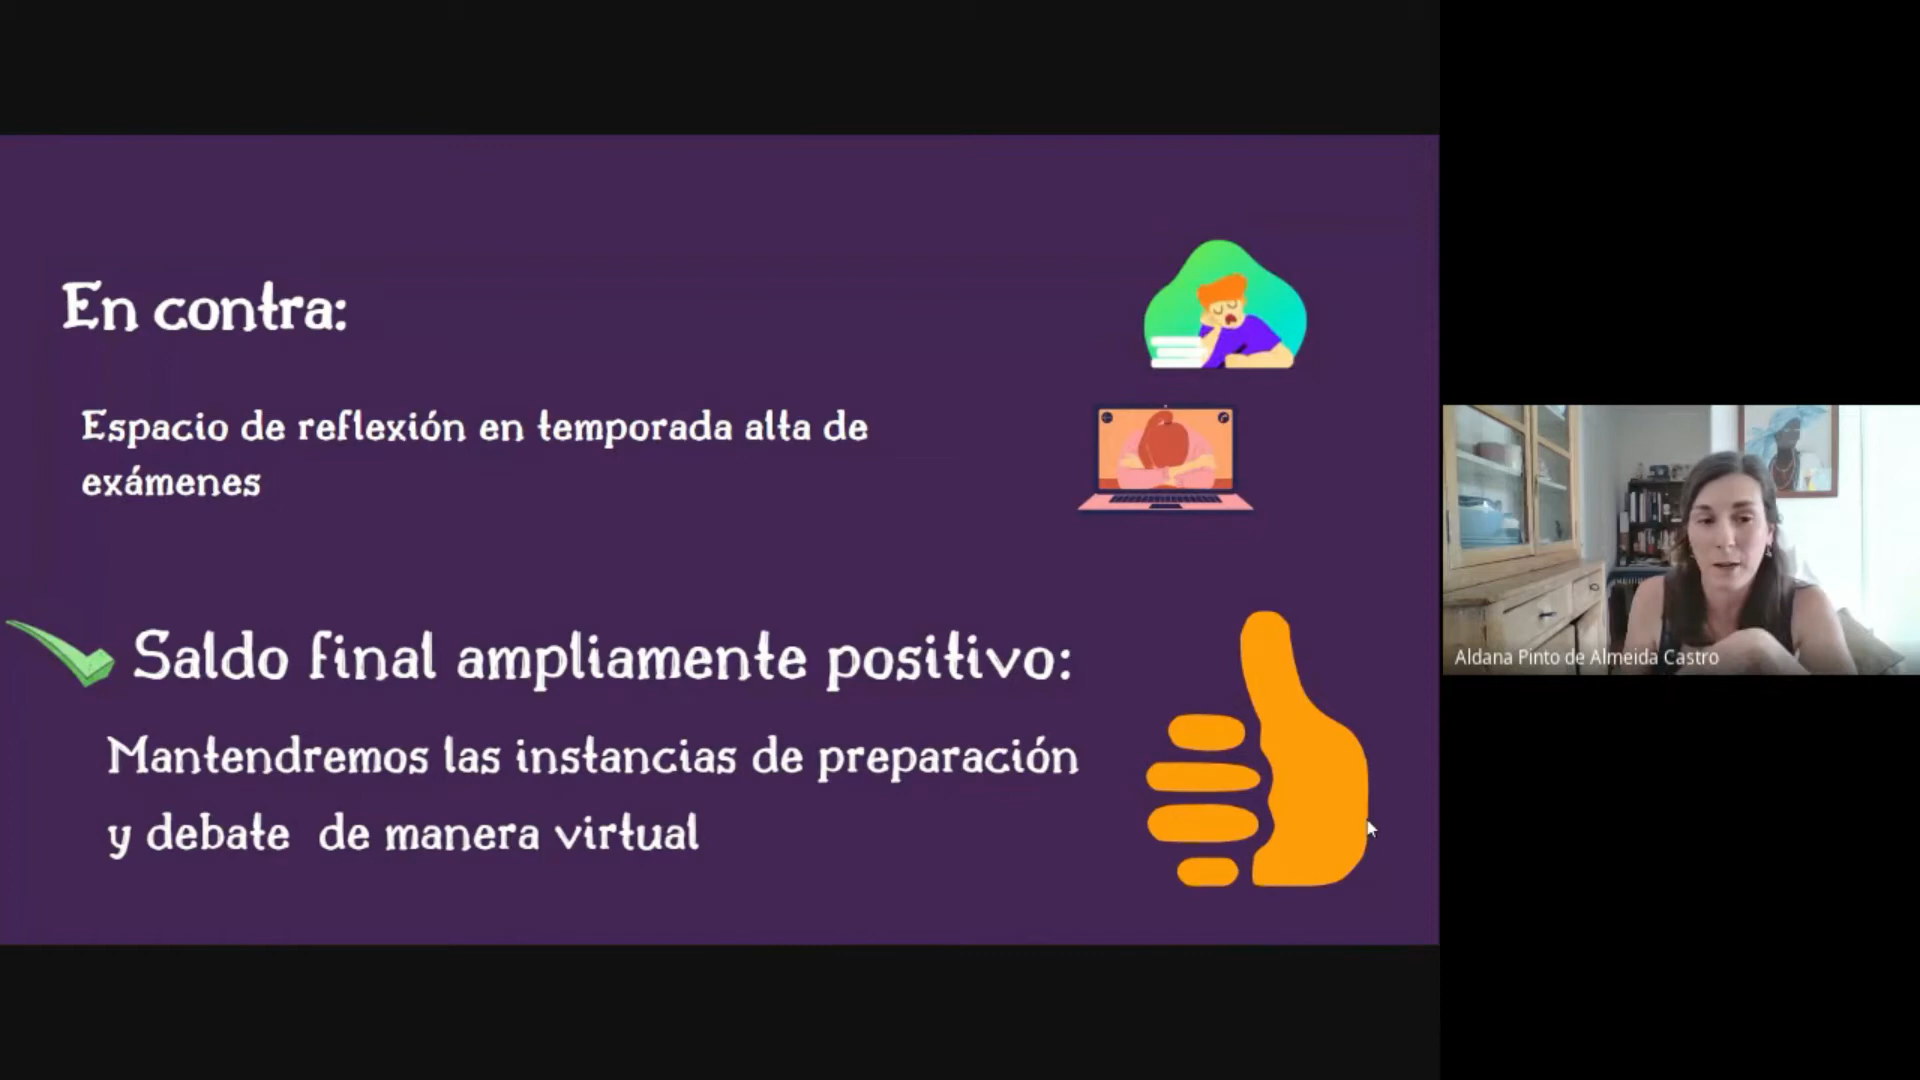 En contra:
Espacio de reflexión en temporada alta de
exámenes
Saldo final ampliamente positivo:
Mantendremos las instancias de preparación
y debate de manera virtual
Aldana Pinto de Almeida Castro